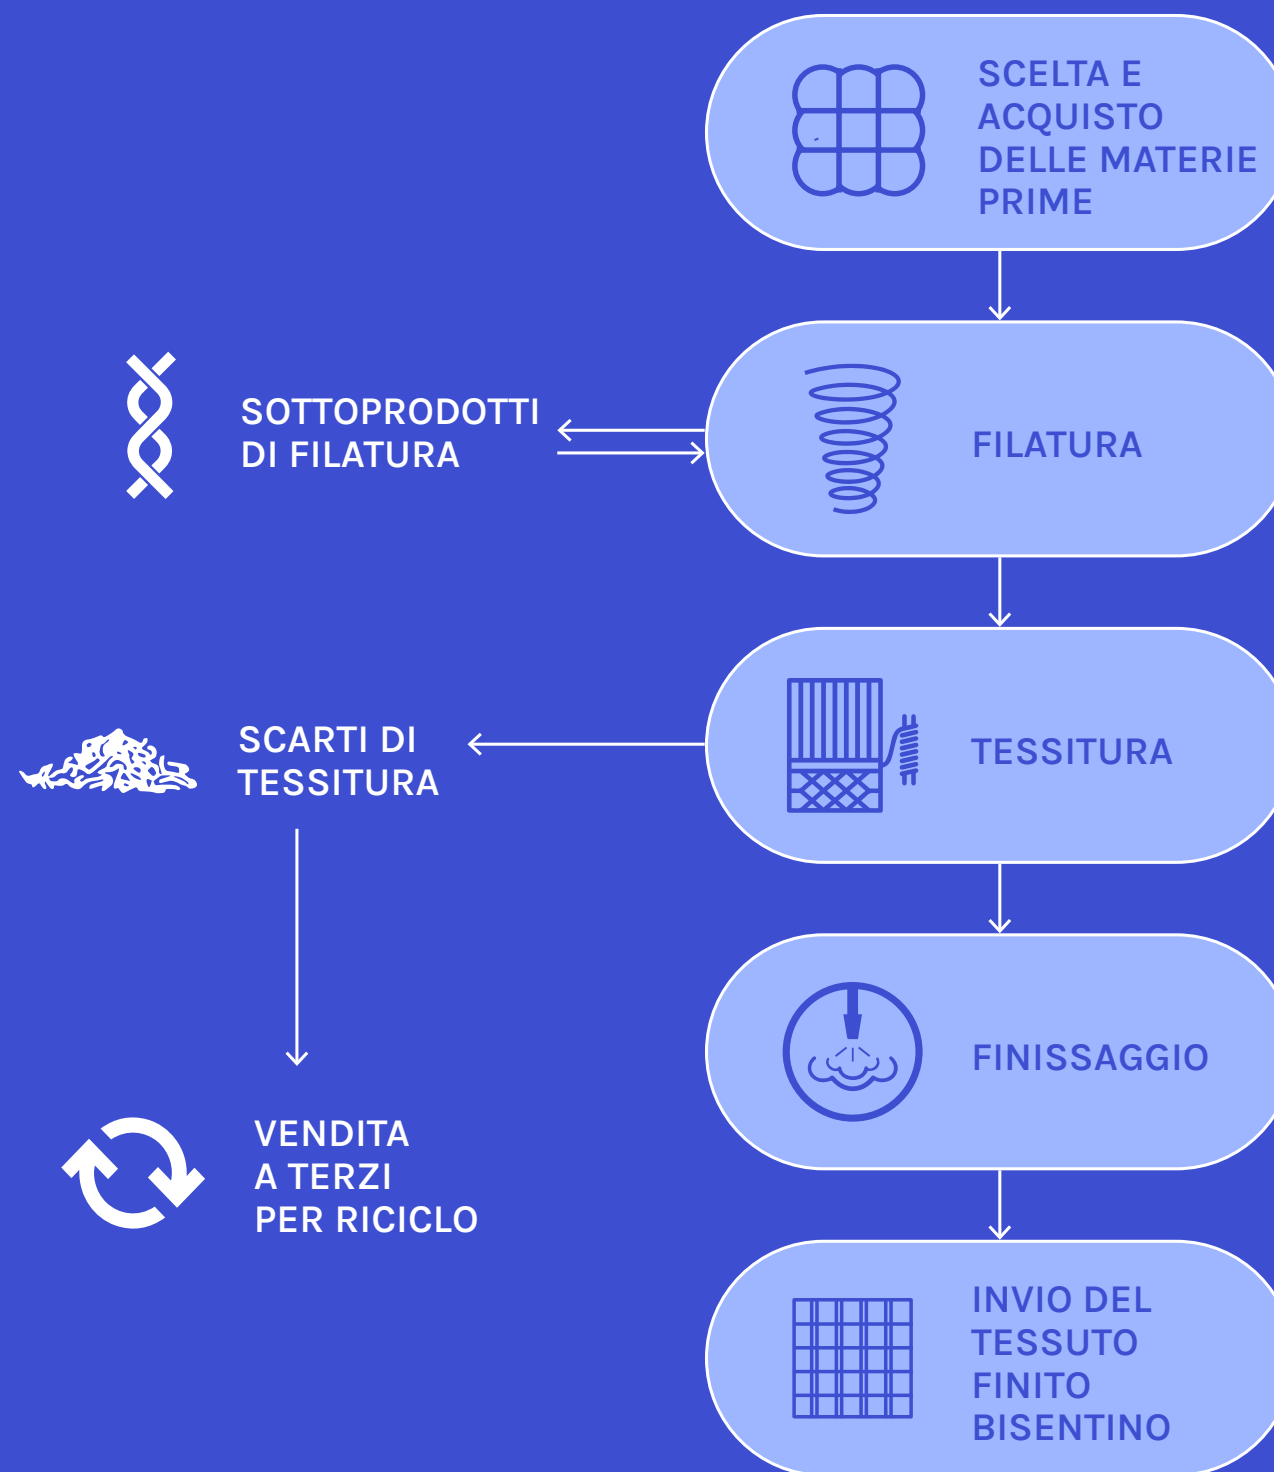 SCELTA E
ACQUISTO
DELLE MATERIE
PRIME
SOTTOPRODOTTI
DI FILATURA
FILATURA
SCARTI DI
TESSITURA
TESSITURA
FINISSAGGIO
VENDITA
A TERZI
PER RICICLO
INVIO DEL
TESSUTO
FINITO
BISENTINO